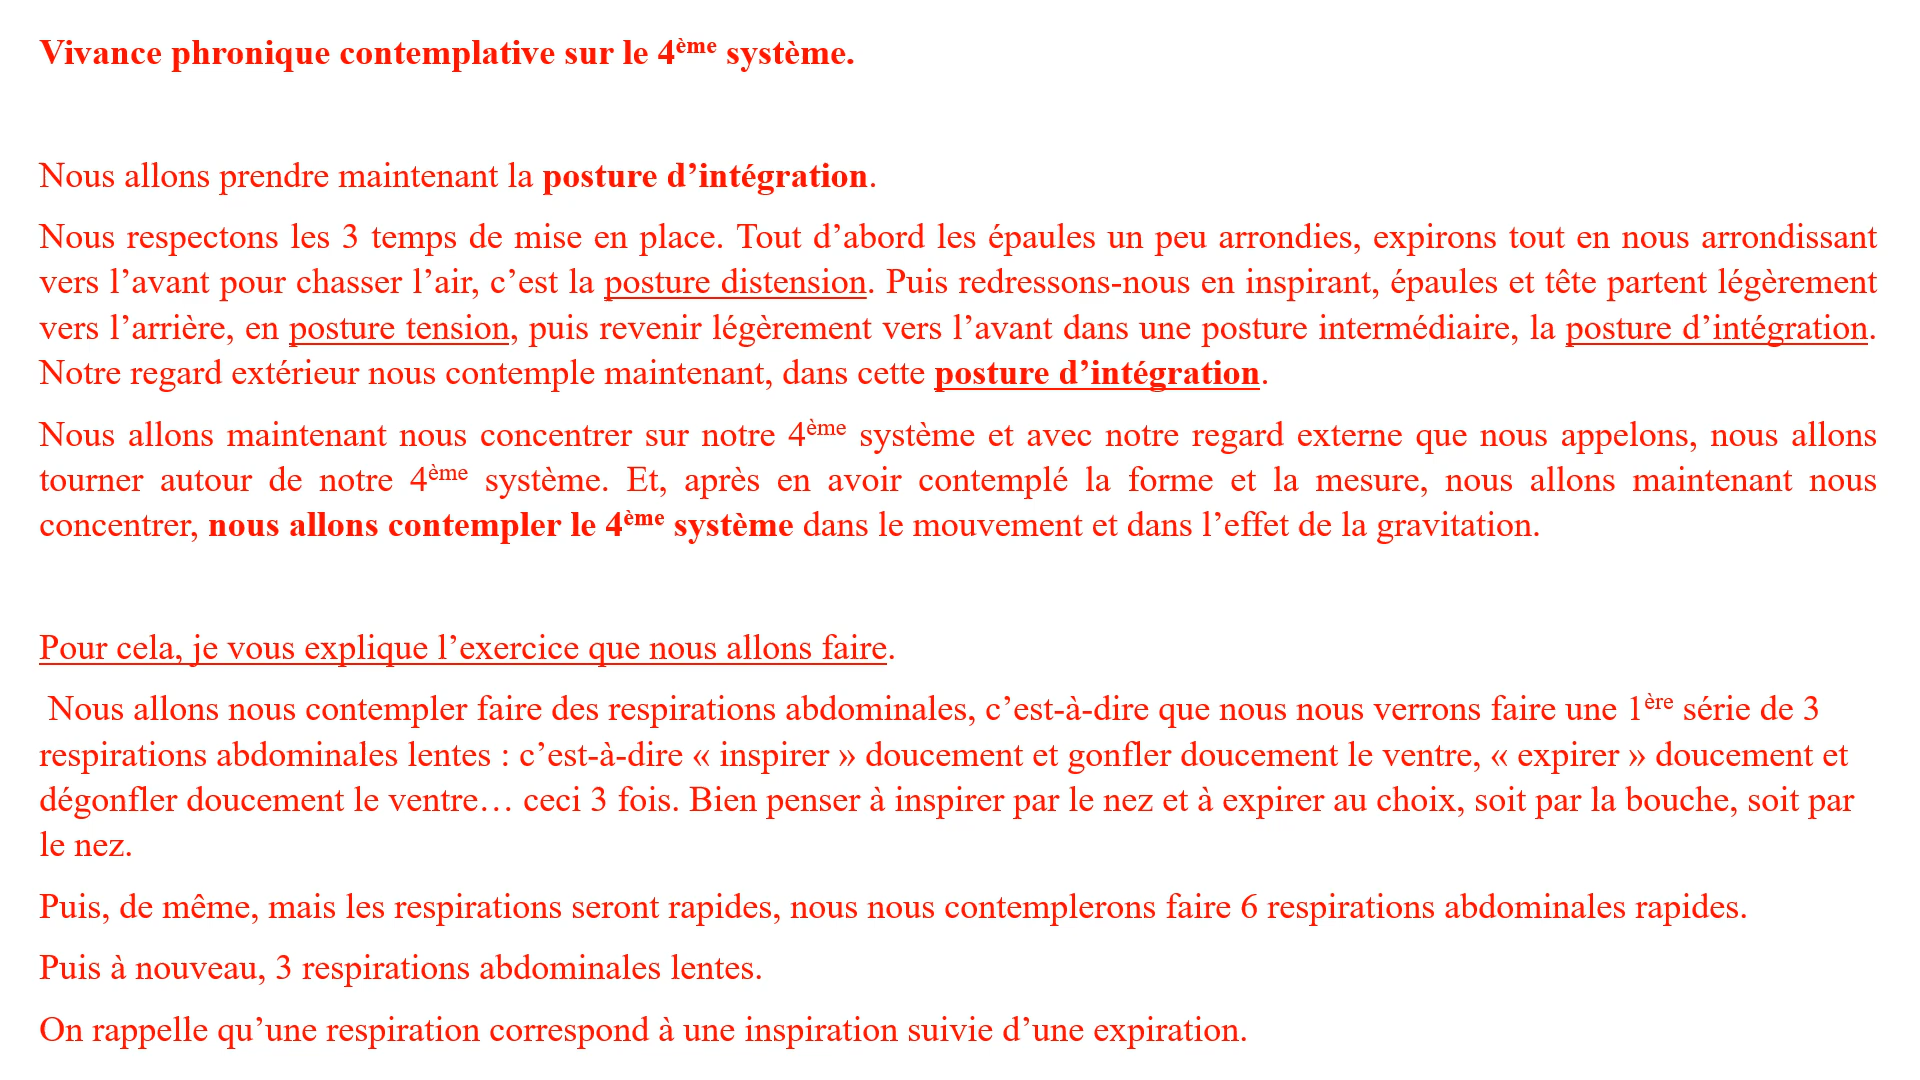 Vivance phronique contemplative sur le 4ème système.
Nous allons prendre maintenant la posture d’intégration.
Nous respectons les 3 temps de mise en place. Tout d’abord les épaules un peu arrondies, expirons tout en nous arrondissant
vers l’avant pour chasser l’air, c’est la posture distension. Puis redressons-nous en inspirant, épaules et tête partent légèrement
vers l’arrière, en posture tension, puis revenir légèrement vers l’avant dans une posture intermédiaire, la posture d’intégration.
Notre regard extérieur nous contemple maintenant, dans cette posture d’intégration.
Nous allons maintenant nous concentrer sur notre 4ème système et avec notre regard externe que nous appelons, nous allons
tourner autour de notre 4ème système. Et, après en avoir contemplé la forme et la mesure, nous allons maintenant nous
concentrer, nous allons contempler le 4ème système dans le mouvement et dans l’effet de la gravitation.
Pour cela, je vous explique l’exercice que nous allons faire.
Nous allons nous contempler faire des respirations abdominales, c’est-à-dire que nous nous verrons faire une 1ère série de 3
respirations abdominales lentes : c’est-à-dire « inspirer » doucement et gonfler doucement le ventre, « expirer » doucement et
dégonfler doucement le ventre… ceci 3 fois. Bien penser à inspirer par le nez et à expirer au choix, soit par la bouche, soit par
le nez.
Puis, de même, mais les respirations seront rapides, nous nous contemplerons faire 6 respirations abdominales rapides.
Puis à nouveau, 3 respirations abdominales lentes.
On rappelle qu’une respiration correspond à une inspiration suivie d’une expiration.